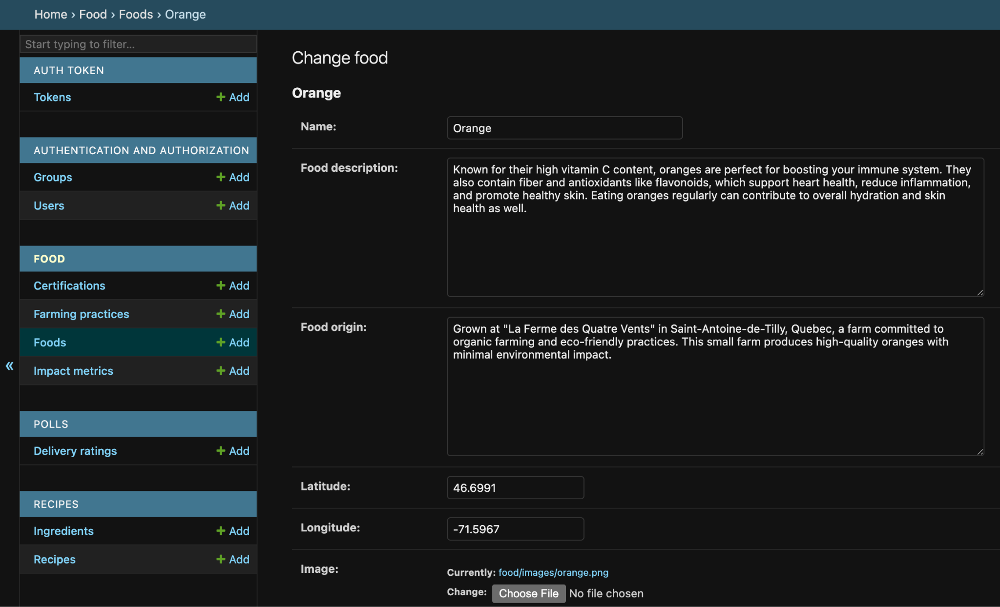 Home › Food › Foods › Orange
Start typing to filter...
AUTH TOKEN
Tokens
+ Add
AUTHENTICATION AND AUTHORIZATION
Groups
+ Add
Users
+ Add
FOOD
Certifications
+ Add
Farming practices
+ Add
Foods
+ Add
Impact metrics
+ Add
«
POLLS
Delivery ratings
+ Add
RECIPES
Ingredients
+ Add
Recipes
+ Add
Change food
Orange
Name:
Orange
Food description:
Known for their high vitamin C content, oranges are perfect for boosting your immune system. They
also contain fiber and antioxidants like flavonoids, which support heart health, reduce inflammation,
and promote healthy skin. Eating oranges regularly can contribute to overall hydration and skin
health as well.
Food origin:
Grown at "La Ferme des Quatre Vents" in Saint-Antoine-de-Tilly, Quebec, a farm committed to
organic farming and eco-friendly practices. This small farm produces high-quality oranges with
minimal environmental impact.
Latitude:
46.6991
Longitude:
-71.5967
Image:
Currently: food/images/orange.png
Change: Choose File No file chosen